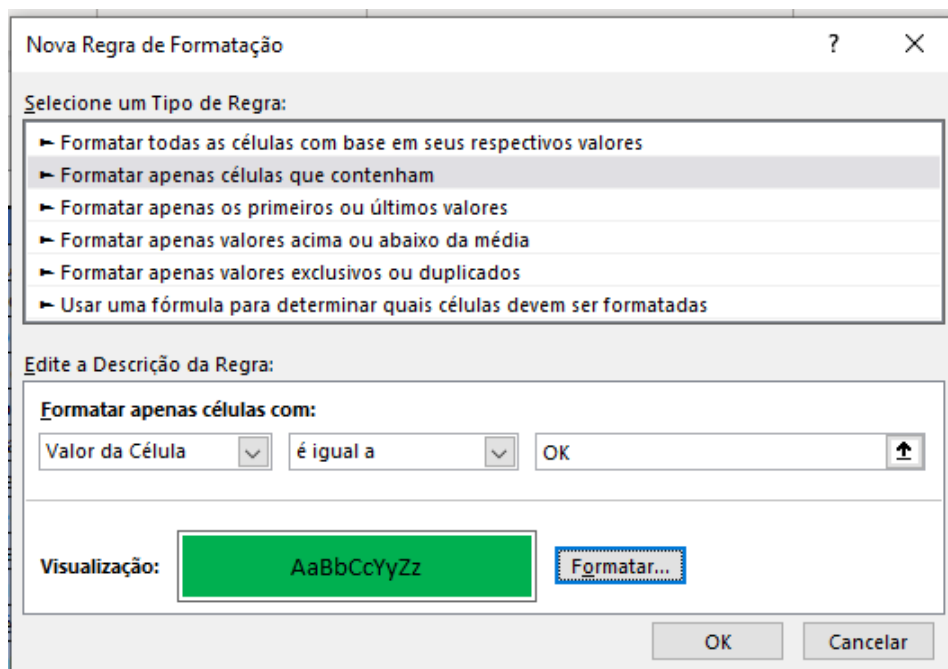 Nova Regra de Formatação ? X
Selecione um Tipo de Regra:
► Formatar todas as células com base em seus respectivos valores
► Formatar apenas células que contenham
► Formatar apenas os primeiros ou últimos valores
► Formatar apenas valores acima ou abaixo da média
► Formatar apenas valores exclusivos ou duplicados
► Usar uma fórmula para determinar quais células devem ser formatadas
Edite a Descrição da Regra:
Formatar apenas células com:
Valor da Célula é igual a OK
Visualização: AaBbCcYyZz Formatar...
OK Cancelar